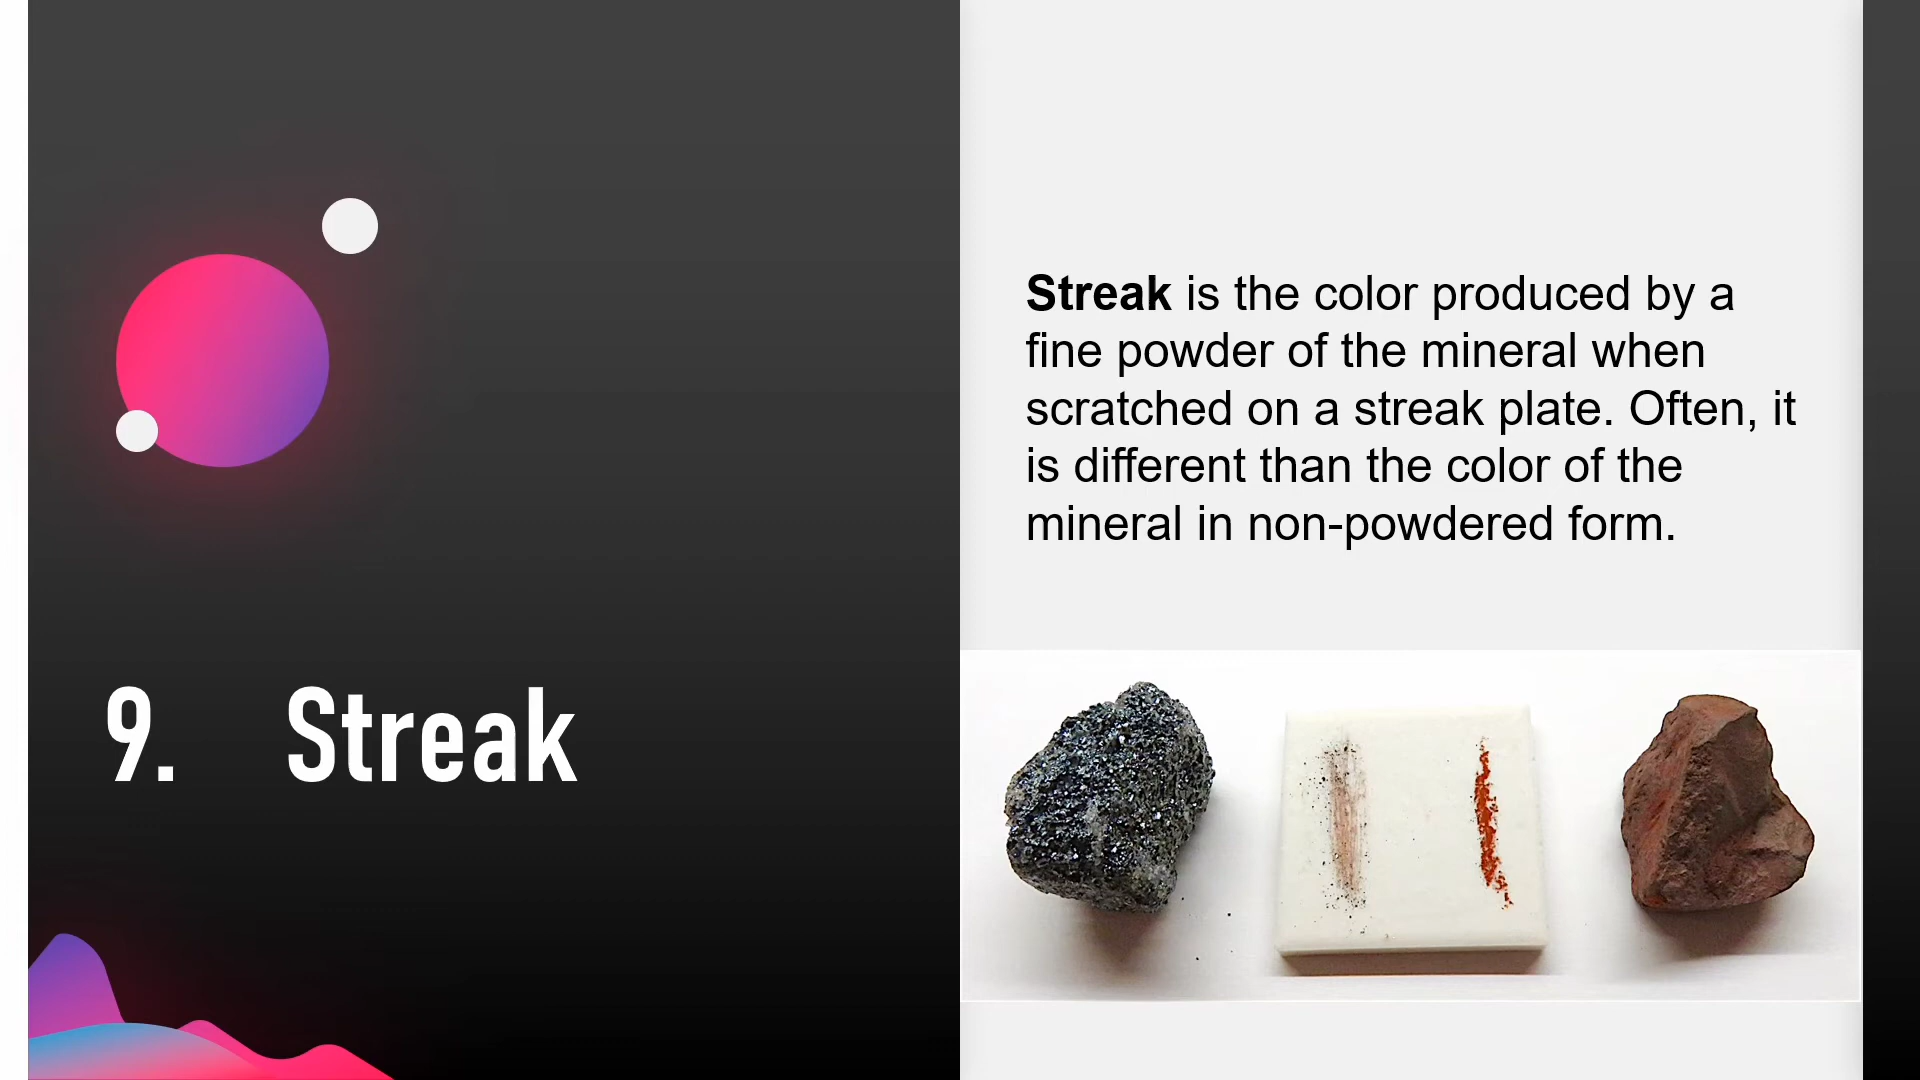 9. Streak
Streak is the color produced by a
fine powder of the mineral when
scratched on a streak plate. Often, it
is different than the color of the
mineral in non-powdered form.